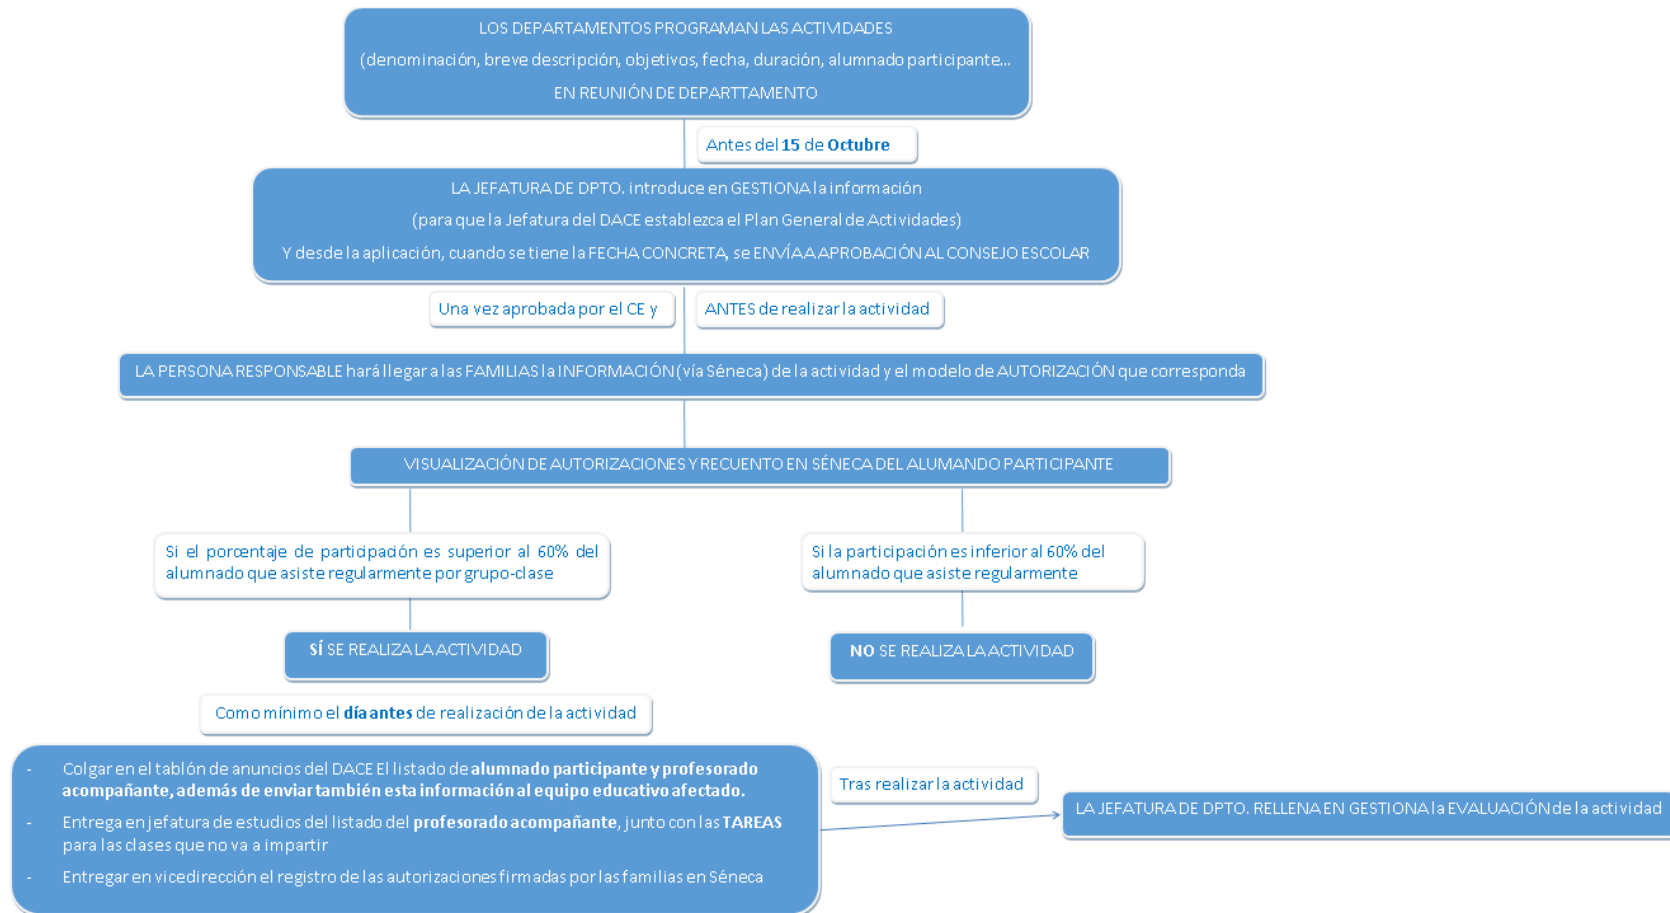 LOS DEPARTAMENTOS PROGRAMAN LAS ACTIVIDADES
(denominación, breve descripción, objetivos, fecha, duración, alumnado participante...
EN REUNIÓN DE DEPARTTAMENTO
Antes del 15 de Octubre
LA JEFATURA DE DPTO. introduce en GESTIONA la información
(para que la Jefatura del DACE establezca el Plan General de Actividades)
Y desde la aplicación, cuando se tiene la FECHA CONCRETA, se ENVÍA A APROBACIÓN AL CONSEJO ESCOLAR
Una vez aprobada por el CE y
ANTES de realizar la actividad
LA PERSONA RESPONSABLE hará llegar a las FAMILIAS la INFORMACIÓN (vía Séneca) de la actividad y el modelo de AUTORIZACIÓN que corresponda
VISUALIZACIÓN DE AUTORIZACIONES Y RECUENTO EN SÉNECA DEL ALUMANDO PARTICIPANTE
Si el porcentaje de participación es superior al 60% del
alumnado que asiste regularmente por grupo-clase
Si la participación es inferior al 60% del
alumnado que asiste regularmente
SÍ SE REALIZA LA ACTIVIDAD
NO SE REALIZA LA ACTIVIDAD
Como mínimo el día antes de realización de la actividad
- Colgar en el tablón de anuncios del DACE El listado de alumnado participante y profesorado
acompañante, además de enviar también esta información al equipo educativo afectado.
- Entrega en jefatura de estudios del listado del profesorado acompañante, junto con las TAREAS
para las clases que no va a impartir
- Entregar en vicedirección el registro de las autorizaciones firmadas por las familias en Séneca
Tras realizar la actividad
LA JEFATURA DE DPTO. RELLENA EN GESTIONA la EVALUACIÓN de la actividad